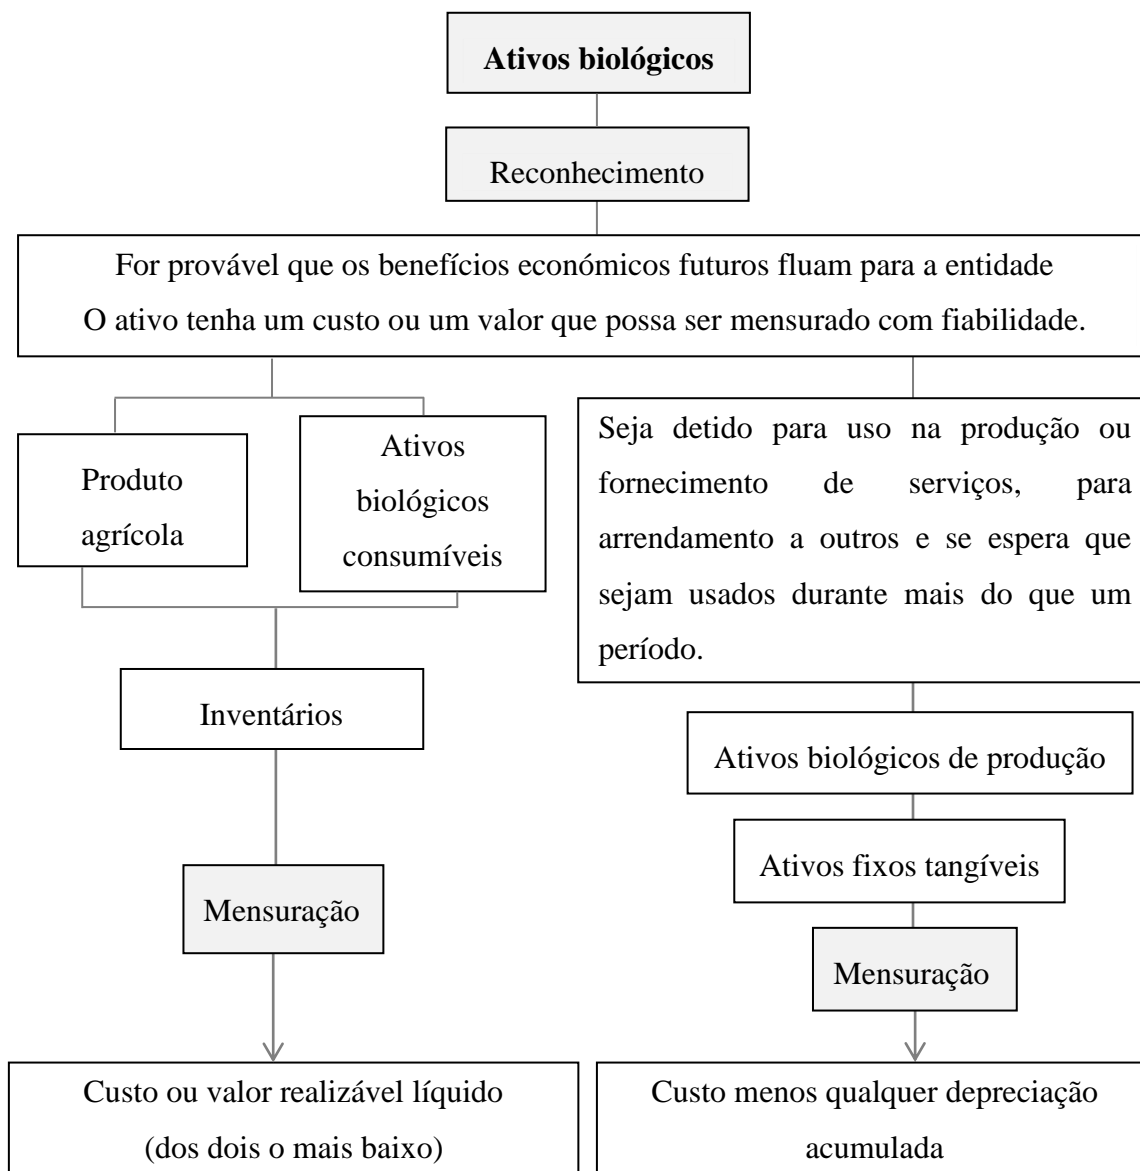 Ativos biológicos
Reconhecimento
For provável que os benefícios económicos futuros fluam para a entidade
O ativo tenha um custo ou um valor que possa ser mensurado com fiabilidade.
Produto
agrícola
Ativos
biológicos
consumíveis
Seja detido para uso na produção ou
fornecimento de serviços, para
arrendamento a outros e se espera que
sejam usados durante mais do que um
período.
Inventários
Ativos biológicos de produção
Ativos fixos tangíveis
Mensuração
Mensuração
Custo ou valor realizável líquido
(dos dois o mais baixo)
Custo menos qualquer depreciação
acumulada